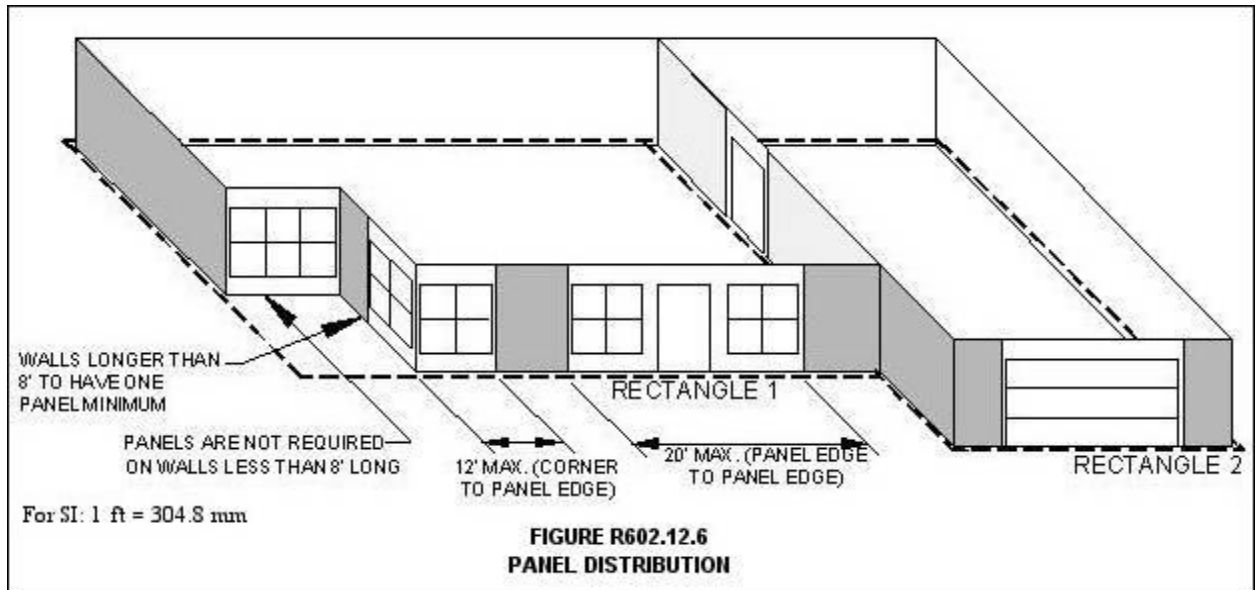 RECTANGLE 1
WALLS LONGER THAN
8' TO HAVE ONE
PANEL MINIMUM
PANELS ARE NOT REQUIRED
ON WALLS LESS THAN 8' LONG
12' MAX. (CORNER
TO PANEL EDGE)
20' MAX. (PANEL EDGE
TO PANEL EDGE)
RECTANGLE 2
For SI: 1 ft = 304.8 mm
FIGURE R602.12.6
PANEL DISTRIBUTION